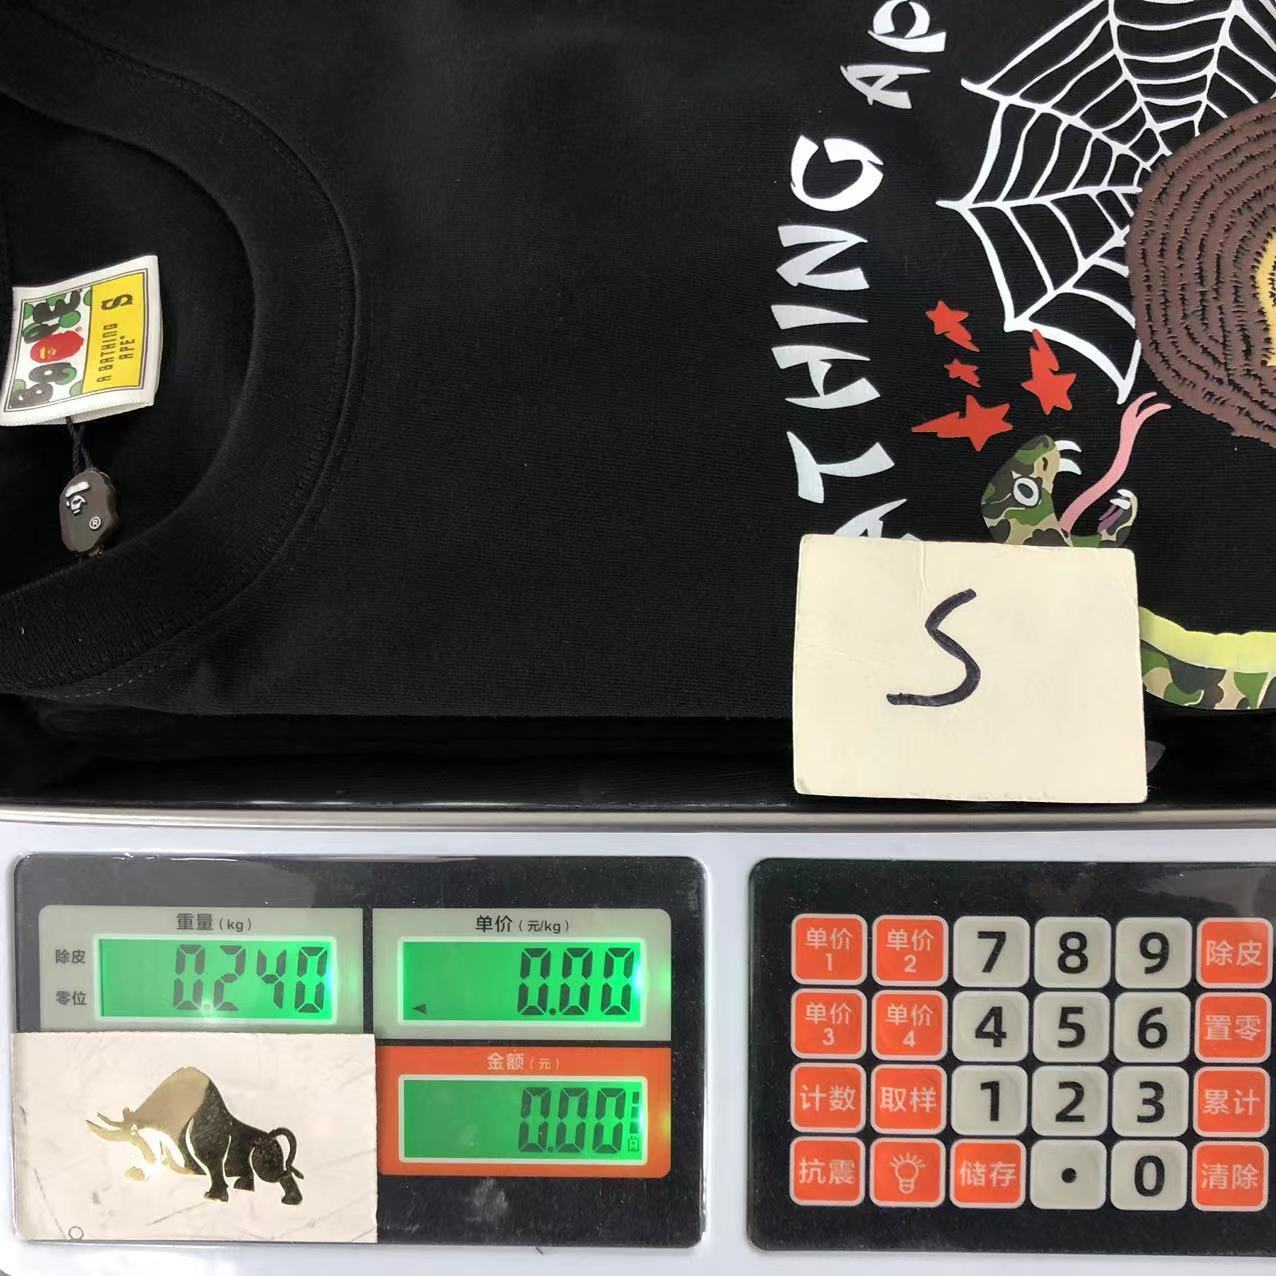 A BATHING
APE®
S
®
ATHING AP
S
重量(kg)
除皮
零位
0.240
单价(元/kg)
0.00
金额(元)
0.00
单价1 单价2 7 8 9 除皮
单价3 单价4 4 5 6 置零
计数 取样 1 2 3 累计
抗震 储存 . 0 清除